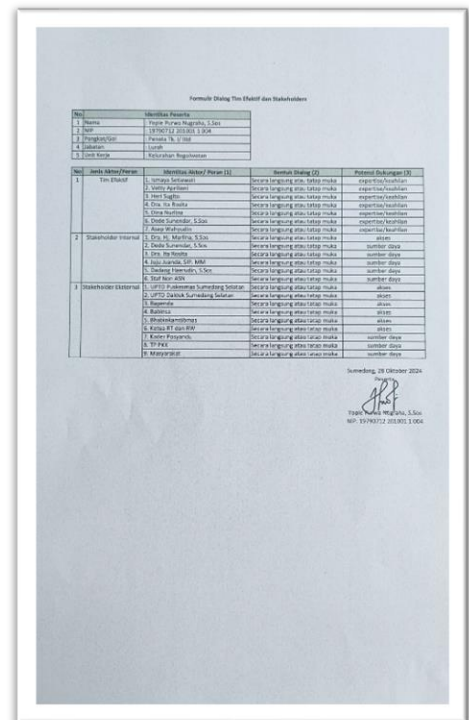 Formulir Dialog Tim Efektif dan Stakeholders
No. Identitas Peserta
1 Nama : Yopie Purwa Nugraha, S.Sos
2 NIP : 19790712 201001 1 004
3 Pangkat/Gol : Penata Tk. I/ IIId
4 Jabatan : Lurah
5 Unit Kerja : Kelurahan Regolwetan
No Jenis Aktor/Peran Identitas Aktor/ Peran (1) Bentuk Dialog (2) Potensi Dukungan (3)
1 Tim Efektif 1. Ismaya Setiawati Secara langsung atau tatap muka expertise/keahlian
2. Vetty Apriliani Secara langsung atau tatap muka expertise/keahlian
3. Heri Sugito Secara langsung atau tatap muka expertise/keahlian
4. Dra. Ita Rosita Secara langsung atau tatap muka expertise/keahlian
5. Dina Nurlina Secara langsung atau tatap muka expertise/keahlian
6. Dede Sunandar, S.Sos Secara langsung atau tatap muka expertise/keahlian
7. Asep Wahyudin Secara langsung atau tatap muka expertise/keahlian
2 Stakeholder Internal 1. Dra. Hj. Marlina, S.Sos Secara langsung atau tatap muka akses
2. Dede Sunandar, S.Sos Secara langsung atau tatap muka sumber daya
3. Dra. Ita Rosita Secara langsung atau tatap muka sumber daya
4. Juju Juanda, SIP, MM Secara langsung atau tatap muka sumber daya
5. Dadang Heerudin, S.Sos Secara langsung atau tatap muka sumber daya
6. Staf Non ASN Secara langsung atau tatap muka sumber daya
3 Stakeholder Eksternal 1. UPTD Puskesmas Sumedang Selatan Secara langsung atau tatap muka akses
2. UPTD Dalduk Sumedang Selatan Secara langsung atau tatap muka akses
3. Bapenda Secara langsung atau tatap muka akses
4. Babinsa Secara langsung atau tatap muka akses
5. Bhabinkamtibmas Secara langsung atau tatap muka akses
6. Ketua RT dan RW Secara langsung atau tatap muka akses
7. Kader Posyandu Secara langsung atau tatap muka sumber daya
8. TP PKK Secara langsung atau tatap muka sumber daya
9. Masyarakat Secara langsung atau tatap muka sumber daya
Sumedang, 28 Oktober 2024
Peserta
Yopie Purwa Nugraha, S.Sos
NIP. 19790712 201001 1 004